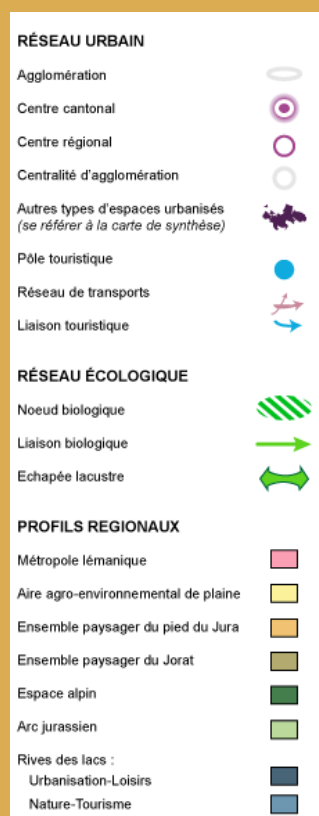 RÉSEAU URBAIN
Agglomération
Centre cantonal
Centre régional
Centralité d'agglomération
Autres types d'espaces urbanisés
(se référer à la carte de synthèse)
Pôle touristique
Réseau de transports
Liaison touristique
RÉSEAU ÉCOLOGIQUE
Noeud biologique
Liaison biologique
Echapée lacustre
PROFILS REGIONAUX
Métropole lémanique
Aire agro-environnemental de plaine
Ensemble paysager du pied du Jura
Ensemble paysager du Jorat
Espace alpin
Arc jurassien
Rives des lacs :
Urbanisation-Loisirs
Nature-Tourisme